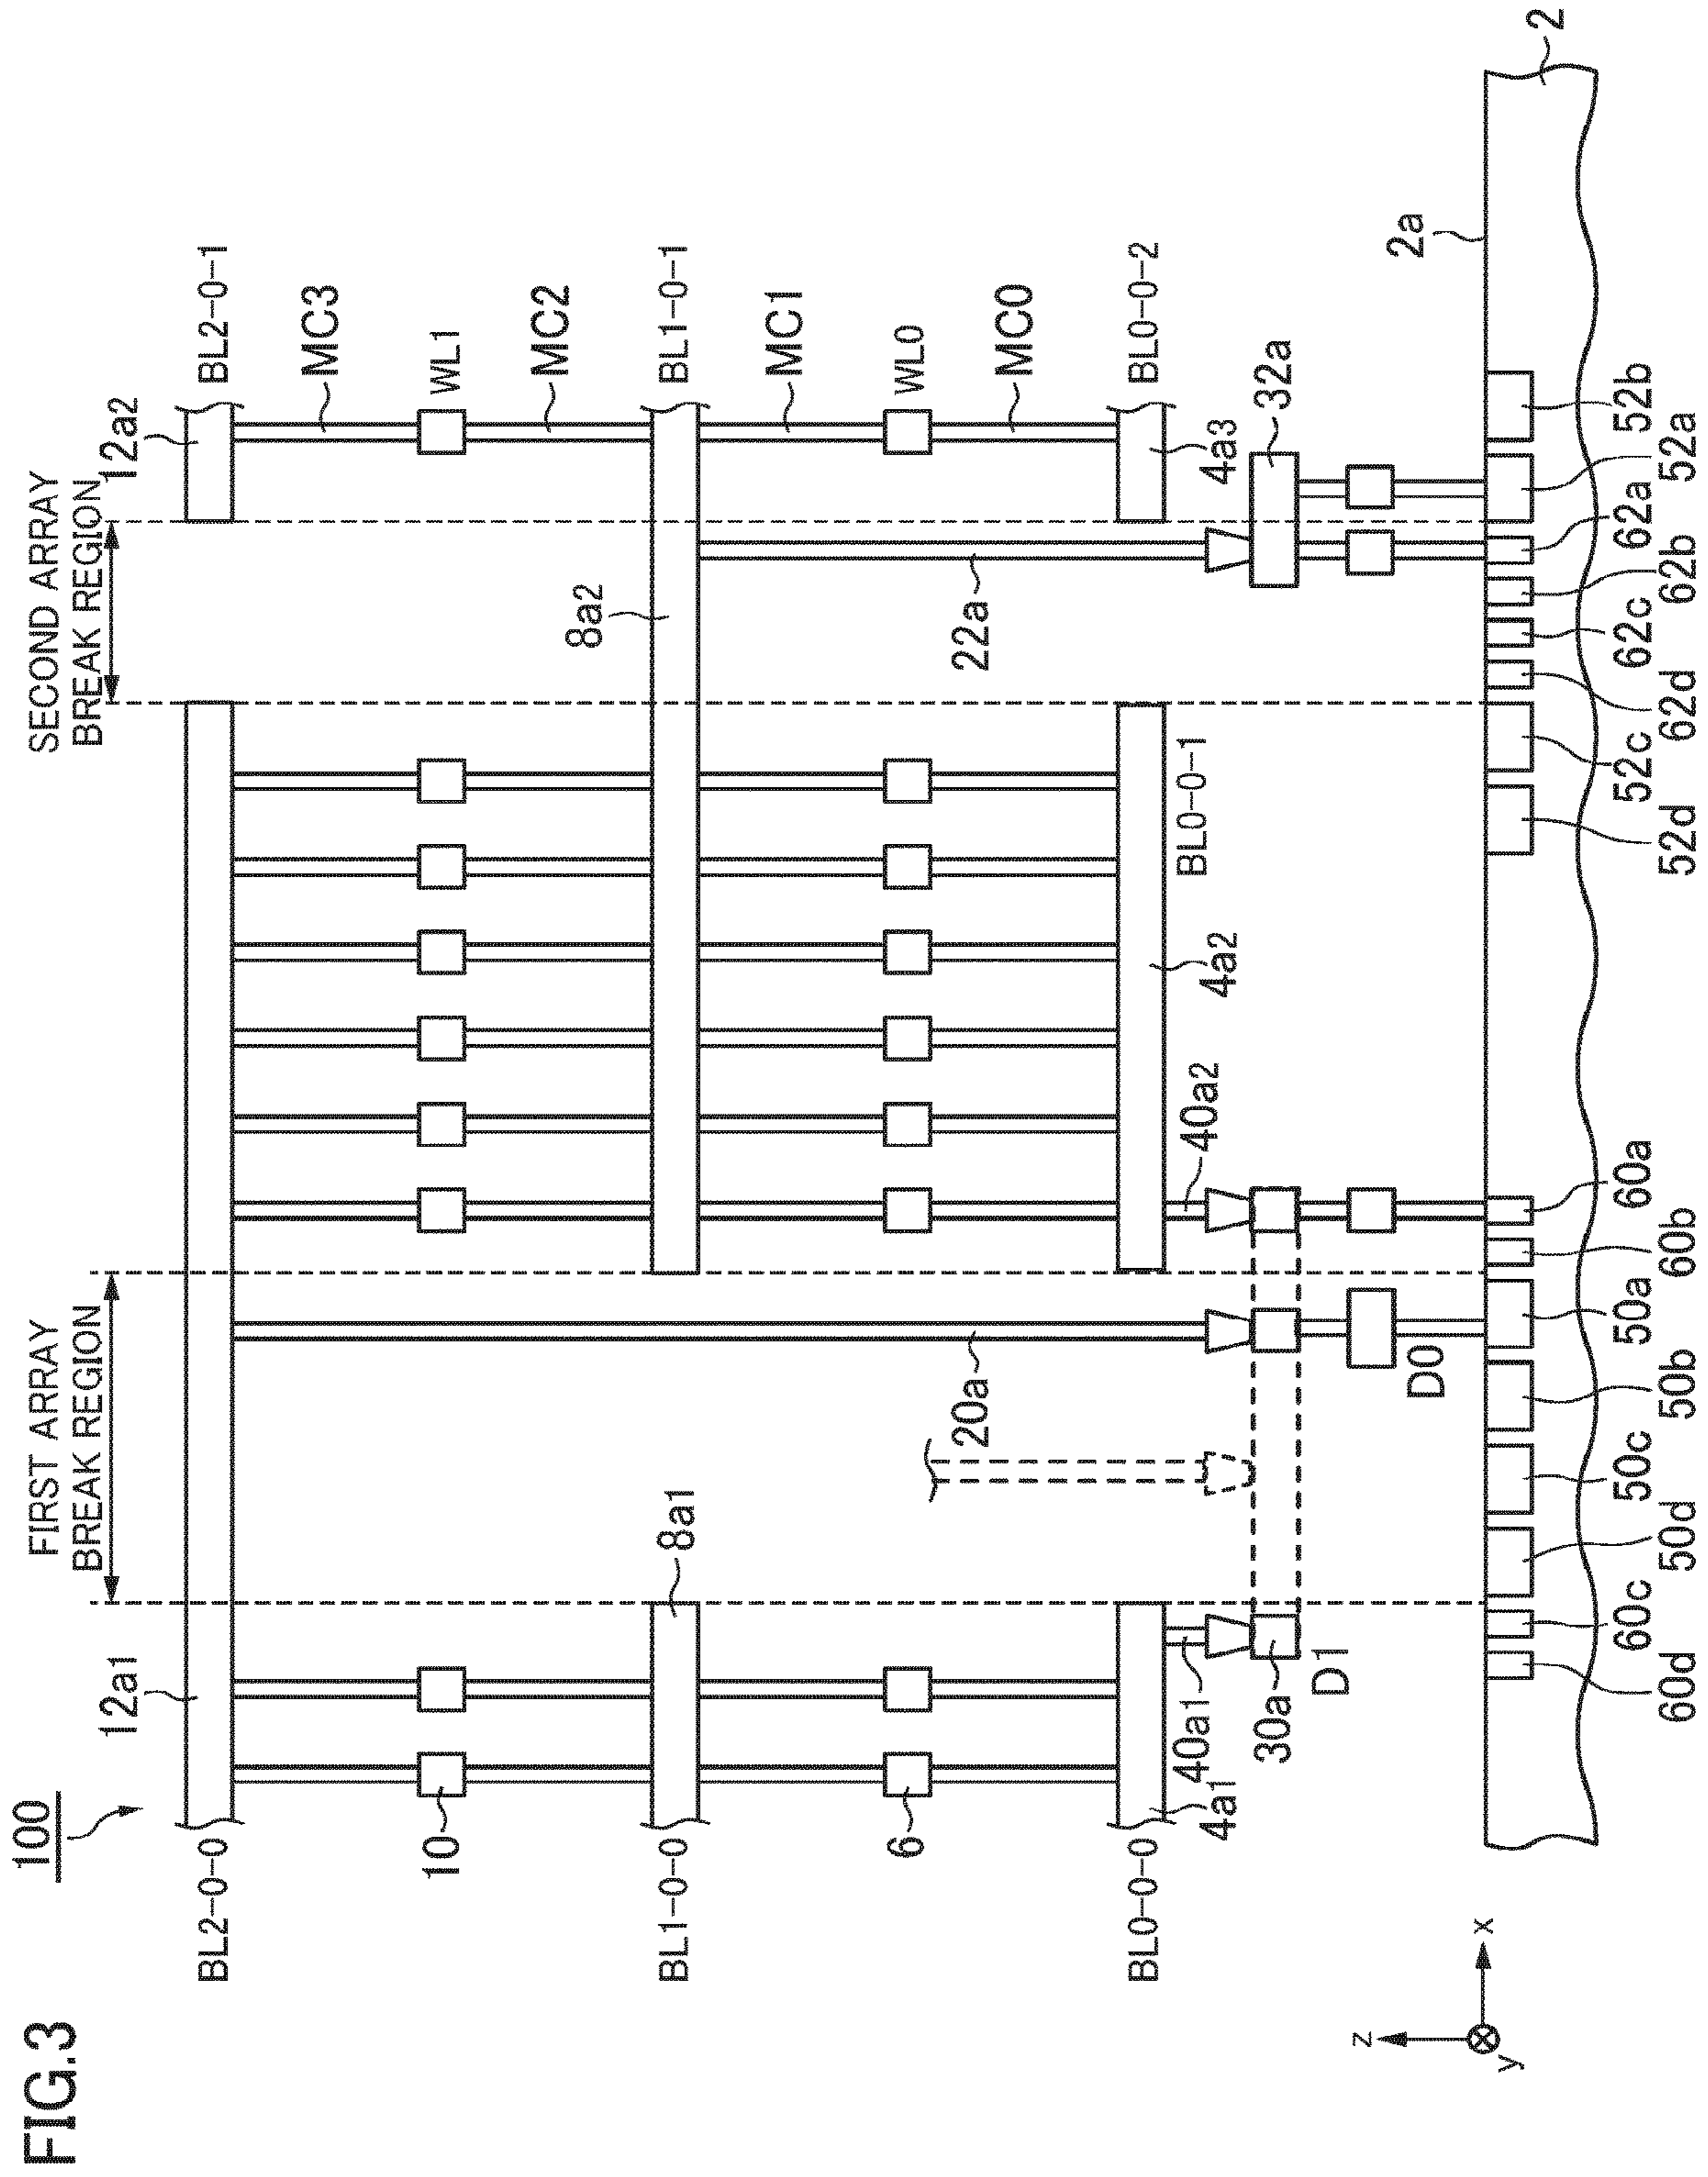 FIG.3
100
FIRST ARRAY
BREAK REGION
SECOND ARRAY
BREAK REGION
12a1
12a2
BL2-0-0
BL2-0-1
MC3
10
WL1
MC2
8a2
BL1-0-0
8a1
BL1-0-1
MC1
6
WL0
20a
22a
MC0
BL0-0-0
BL0-0-1
BL0-0-2
4a1
40a1
40a2
4a2
4a3
30a
32a
D1
D0
2a
2
z
y
x
60d
60c
50d
50c
50b
50a
60b
60a
52d
52c
62d
62c
62b
62a
52a
52b